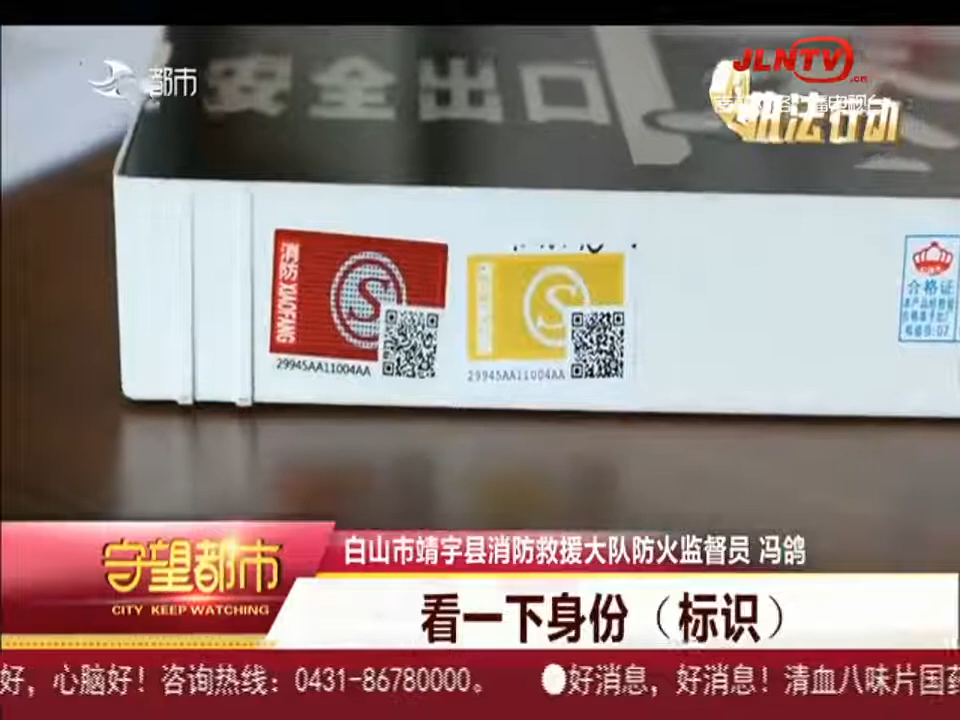 JLNTV.cn
都市
安全出口
执法行动
消防 XIAOFANG
S
S
29945AA11004AA
29945AA11004AA
合格证
守望都市
CITY KEEP WATCHING
白山市靖宇县消防救援大队防火监督员 冯鸽
看一下身份（标识）
好，心脑好！咨询热线：0431-86780000。 ●好消息，好消息！清血八味片国药